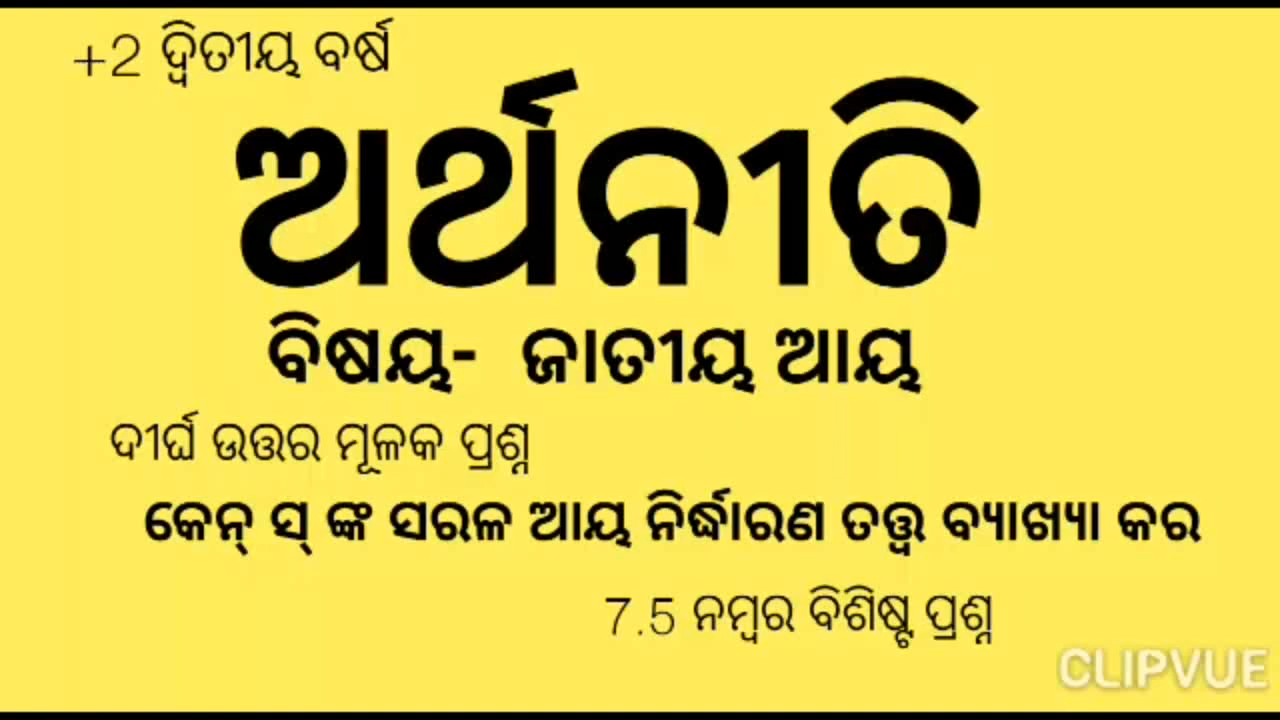 +2 ଦ୍ୱିତୀୟ ବର୍ଷ
ଅର୍ଥନୀତି
ବିଷୟ- ଜାତୀୟ ଆୟ
ଦୀର୍ଘ ଉତ୍ତର ମୂଳକ ପ୍ରଶ୍ନ
କେନ୍ ସ୍ ଙ୍କ ସରଳ ଆୟ ନିର୍ଦ୍ଧାରଣ ତତ୍ତ୍ୱ ବ୍ୟାଖ୍ୟା କର
7.5 ନମ୍ବର ବିଶିଷ୍ଟ ପ୍ରଶ୍ନ
CLIPVUE